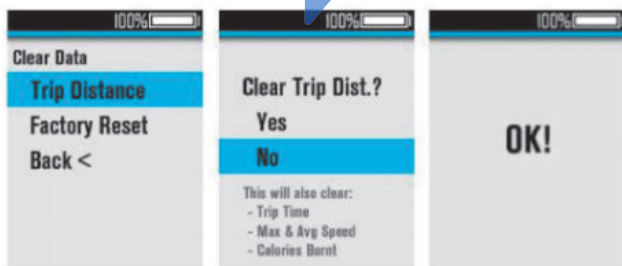 100%
Clear Data
Trip Distance
Factory Reset
Back <
100%
Clear Trip Dist.?
Yes
No
This will also clear:
- Trip Time
- Max & Avg Speed
- Calories Burnt
100%
OK!